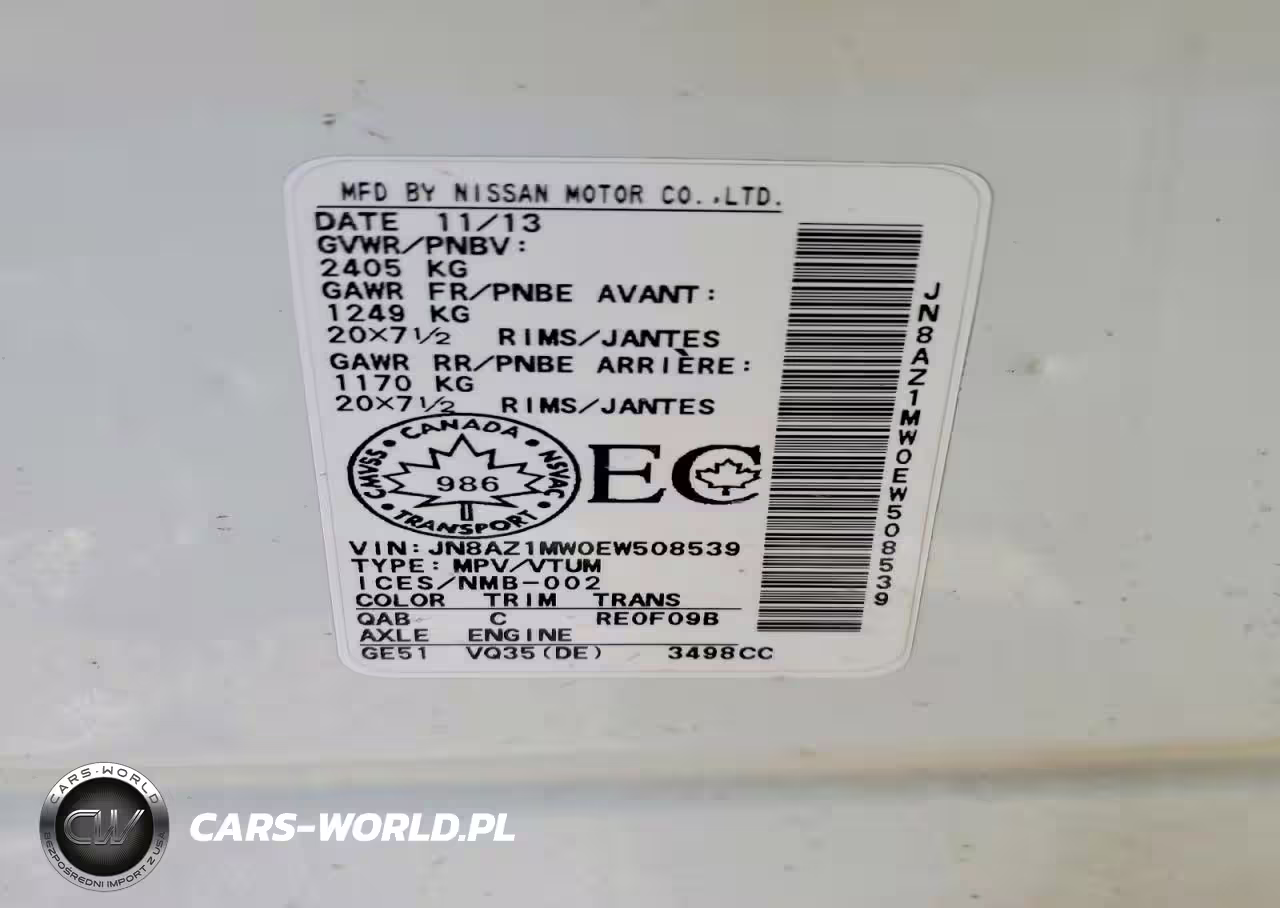 MFD BY NISSAN MOTOR CO.,LTD.
DATE 11/13
GVWR/PNBV:
2405 KG
GAWR FR/PNBE AVANT:
1249 KG
20×7½ RIMS/JANTES
GAWR RR/PNBE ARRIÈRE:
1170 KG
20×7½ RIMS/JANTES
CANADA
CMVSS 986 NSVAC
TRANSPORT
EC
VIN:JN8AZ1MW0EW508539
TYPE:MPV/VTUM
ICES/NMB-002
COLOR TRIM TRANS
QAB C RE0F09B
AXLE ENGINE
GE51 VQ35(DE) 3498CC
JN8AZ1MW0EW508539
CARS-WORLD
CW
BEZPOŚREDNI IMPORT Z USA
CARS-WORLD.PL